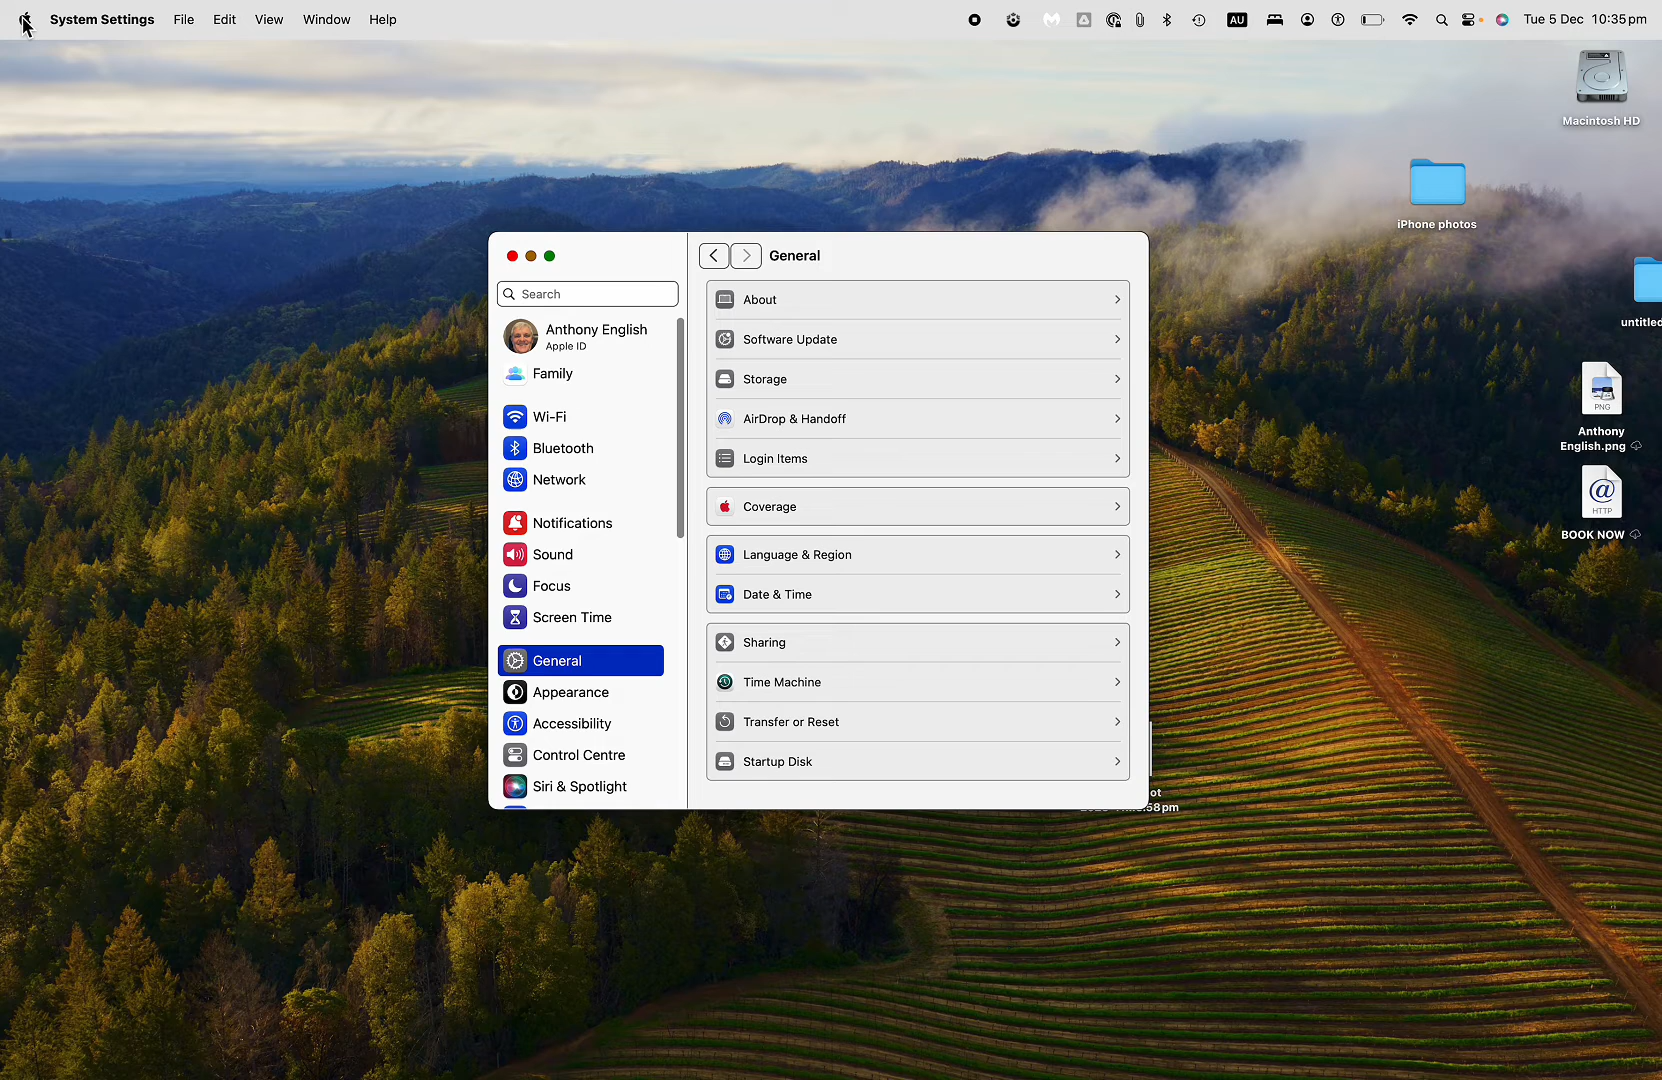 System Settings File Edit View Window Help AU Tue 5 Dec 10:35 pm
Macintosh HD
iPhone photos
untitled
PNG
Anthony
English.png
HTTP
BOOK NOW
58 pm
Search
Anthony English
Apple ID
Family
Wi-Fi
Bluetooth
Network
Notifications
Sound
Focus
Screen Time
General
Appearance
Accessibility
Control Centre
Siri & Spotlight
General
About
Software Update
Storage
AirDrop & Handoff
Login Items
Coverage
Language & Region
Date & Time
Sharing
Time Machine
Transfer or Reset
Startup Disk